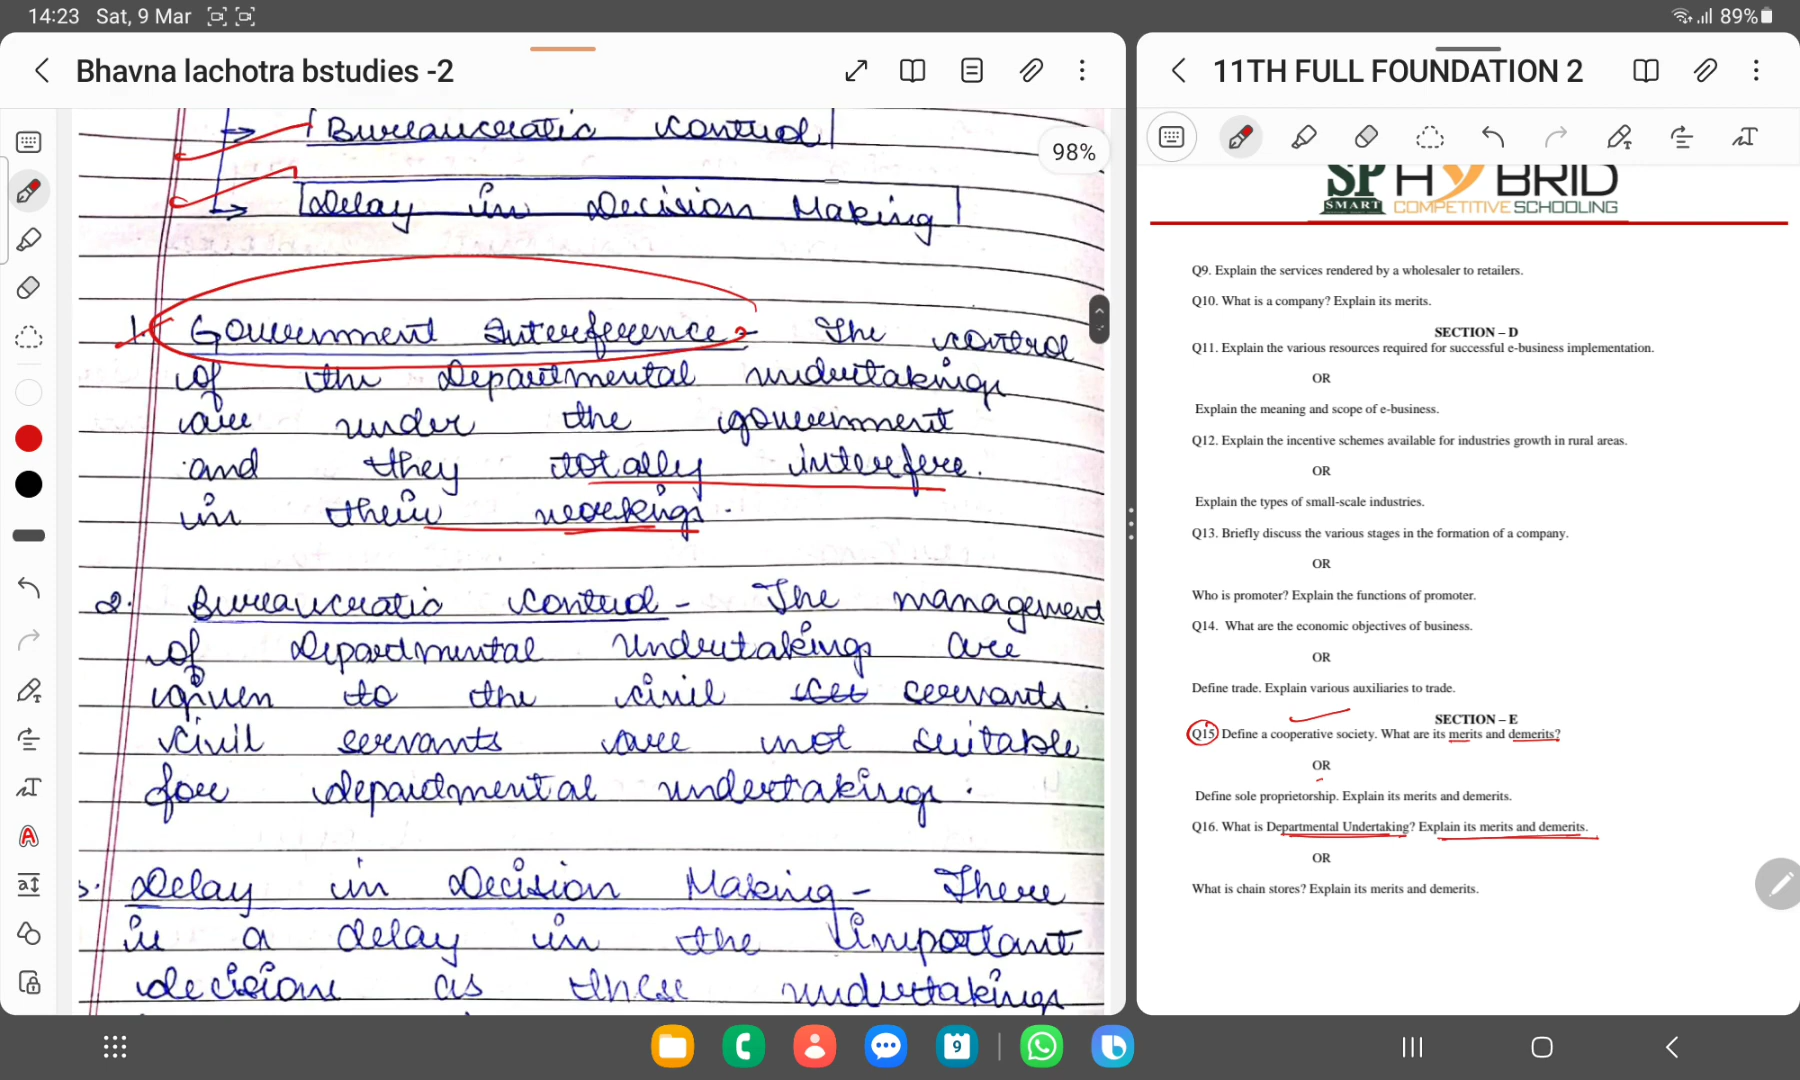 14:23 Sat, 9 Mar
89%
Bhavna lachotra bstudies -2
98%
Bureaucratic control
Delay in Decision Making
1. Government Interference - The control
of the Departmental undertakings
are under the government
and they totally interfere.
in their workings.
2. Bureaucratic control - The management
of Departmental Undertakings are
given to the civil servants.
civil servants are not suitable
for departmental undertakings.
3. Delay in Decision Making - There
is a delay in the important
decisions as these undertakings
11TH FULL FOUNDATION 2
SP HYBRID
SMART COMPETITIVE SCHOOLING
Q9. Explain the services rendered by a wholesaler to retailers.
Q10. What is a company? Explain its merits.
SECTION – D
Q11. Explain the various resources required for successful e-business implementation.
OR
Explain the meaning and scope of e-business.
Q12. Explain the incentive schemes available for industries growth in rural areas.
OR
Explain the types of small-scale industries.
Q13. Briefly discuss the various stages in the formation of a company.
OR
Who is promoter? Explain the functions of promoter.
Q14. What are the economic objectives of business.
OR
Define trade. Explain various auxiliaries to trade.
SECTION – E
Q15 Define a cooperative society. What are its merits and demerits?
OR
Define sole proprietorship. Explain its merits and demerits.
Q16. What is Departmental Undertaking? Explain its merits and demerits.
OR
What is chain stores? Explain its merits and demerits.
9